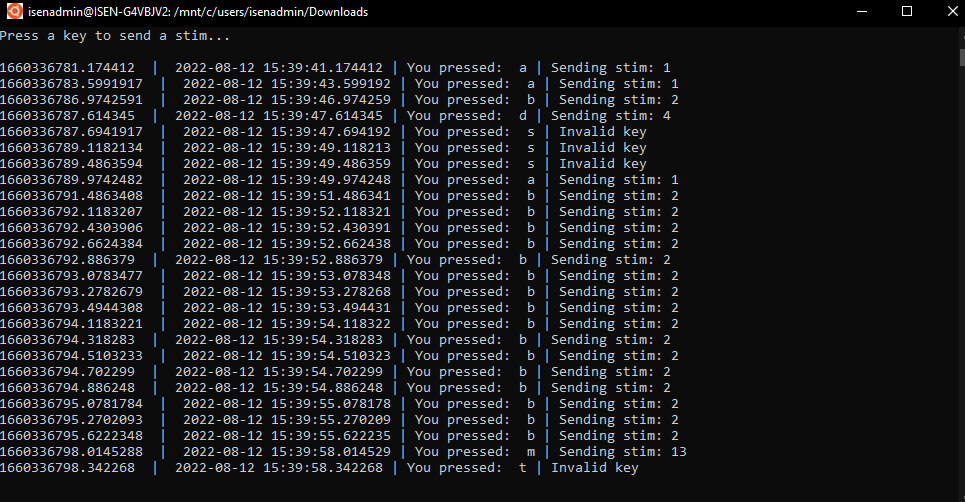 isenadmin@ISEN-G4VBJV2: /mnt/c/users/isenadmin/Downloads
Press a key to send a stim...
1660336781.174412  |  2022-08-12 15:39:41.174412 | You pressed:  a | Sending stim: 1
1660336783.5991917  |  2022-08-12 15:39:43.599192 | You pressed:  a | Sending stim: 1
1660336786.9742591  |  2022-08-12 15:39:46.974259 | You pressed:  b | Sending stim: 2
1660336787.614345  |  2022-08-12 15:39:47.614345 | You pressed:  d | Sending stim: 4
1660336787.6941917  |  2022-08-12 15:39:47.694192 | You pressed:  s | Invalid key
1660336789.1182134  |  2022-08-12 15:39:49.118213 | You pressed:  s | Invalid key
1660336789.4863594  |  2022-08-12 15:39:49.486359 | You pressed:  s | Invalid key
1660336789.9742482  |  2022-08-12 15:39:49.974248 | You pressed:  a | Sending stim: 1
1660336791.4863408  |  2022-08-12 15:39:51.486341 | You pressed:  b | Sending stim: 2
1660336792.1183207  |  2022-08-12 15:39:52.118321 | You pressed:  b | Sending stim: 2
1660336792.4303906  |  2022-08-12 15:39:52.430391 | You pressed:  b | Sending stim: 2
1660336792.6624384  |  2022-08-12 15:39:52.662438 | You pressed:  b | Sending stim: 2
1660336792.886379  |  2022-08-12 15:39:52.886379 | You pressed:  b | Sending stim: 2
1660336793.0783477  |  2022-08-12 15:39:53.078348 | You pressed:  b | Sending stim: 2
1660336793.2782679  |  2022-08-12 15:39:53.278268 | You pressed:  b | Sending stim: 2
1660336793.4944308  |  2022-08-12 15:39:53.494431 | You pressed:  b | Sending stim: 2
1660336794.1183221  |  2022-08-12 15:39:54.118322 | You pressed:  b | Sending stim: 2
1660336794.318283  |  2022-08-12 15:39:54.318283 | You pressed:  b | Sending stim: 2
1660336794.5103233  |  2022-08-12 15:39:54.510323 | You pressed:  b | Sending stim: 2
1660336794.702299  |  2022-08-12 15:39:54.702299 | You pressed:  b | Sending stim: 2
1660336794.886248  |  2022-08-12 15:39:54.886248 | You pressed:  b | Sending stim: 2
1660336795.0781784  |  2022-08-12 15:39:55.078178 | You pressed:  b | Sending stim: 2
1660336795.2702093  |  2022-08-12 15:39:55.270209 | You pressed:  b | Sending stim: 2
1660336795.6222348  |  2022-08-12 15:39:55.622235 | You pressed:  b | Sending stim: 2
1660336798.0145288  |  2022-08-12 15:39:58.014529 | You pressed:  m | Sending stim: 13
1660336798.342268  |  2022-08-12 15:39:58.342268 | You pressed:  t | Invalid key